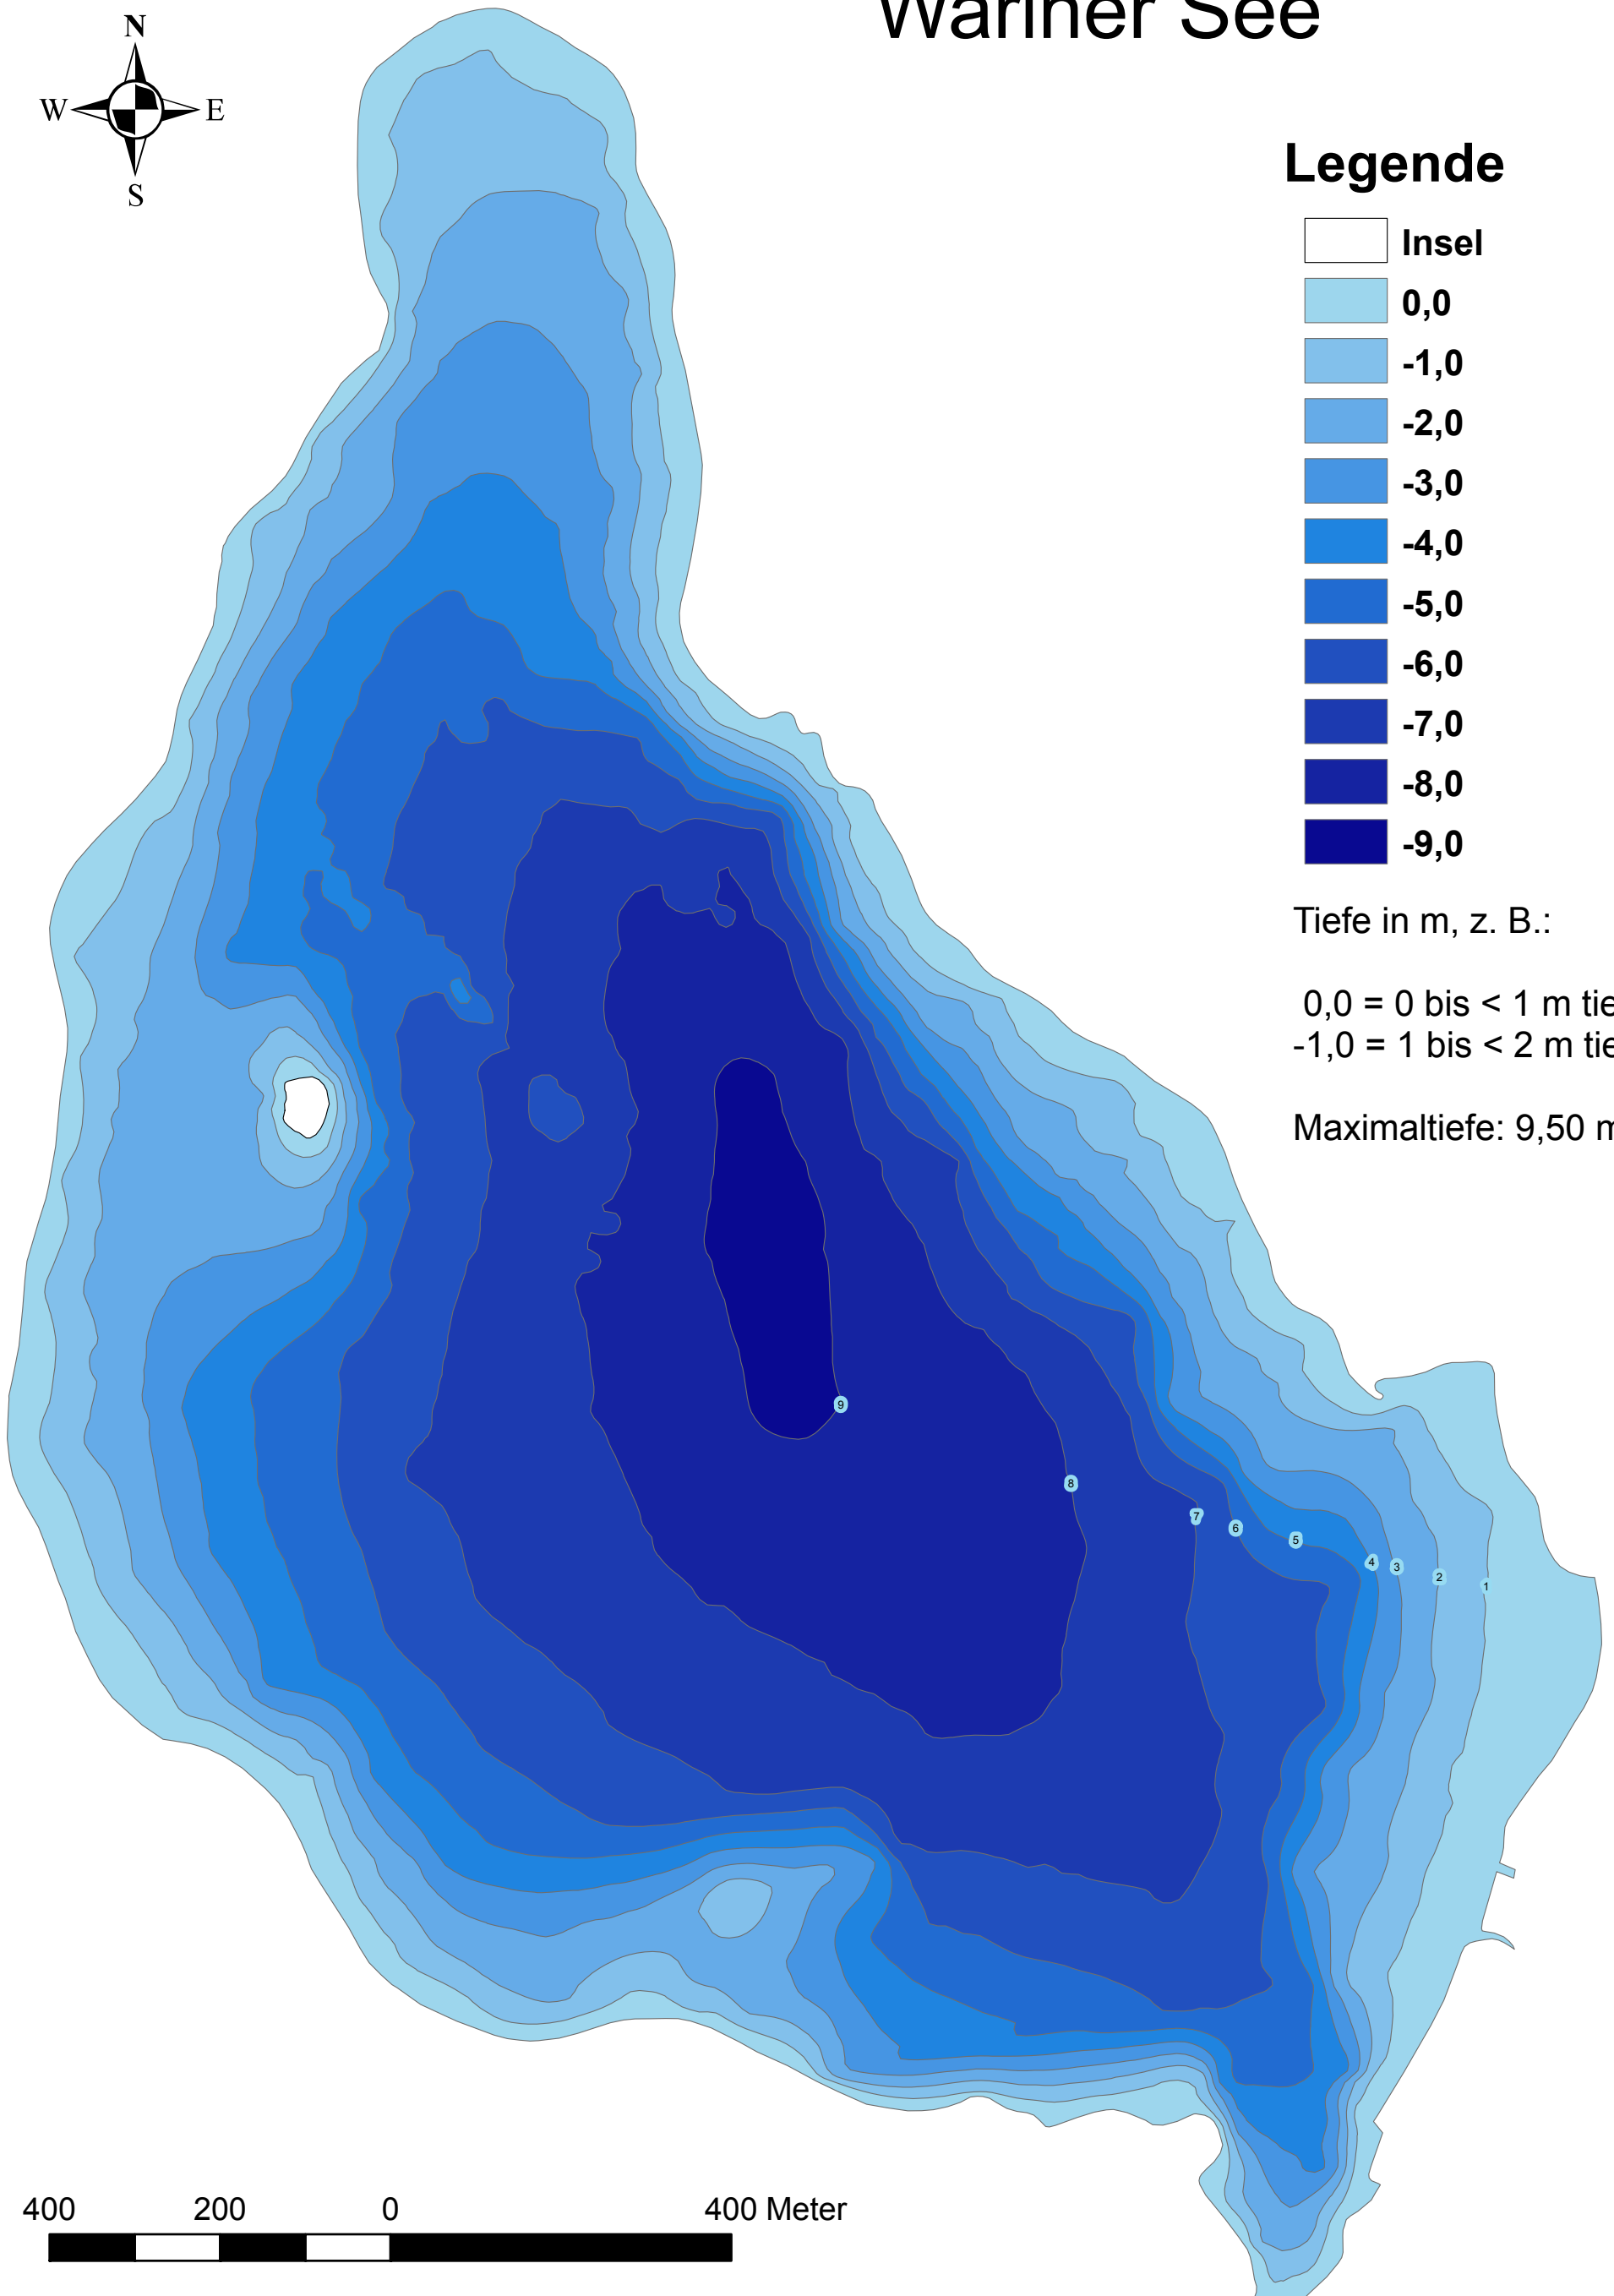 Wariner See
N
W
E
S
Legende
Insel
0,0
-1,0
-2,0
-3,0
-4,0
-5,0
-6,0
-7,0
-8,0
-9,0
Tiefe in m, z. B.:
0,0 = 0 bis < 1 m tie
-1,0 = 1 bis < 2 m tie
Maximaltiefe: 9,50 m
9
8
7
6
5
4
3
2
1
400 200 0 400 Meter